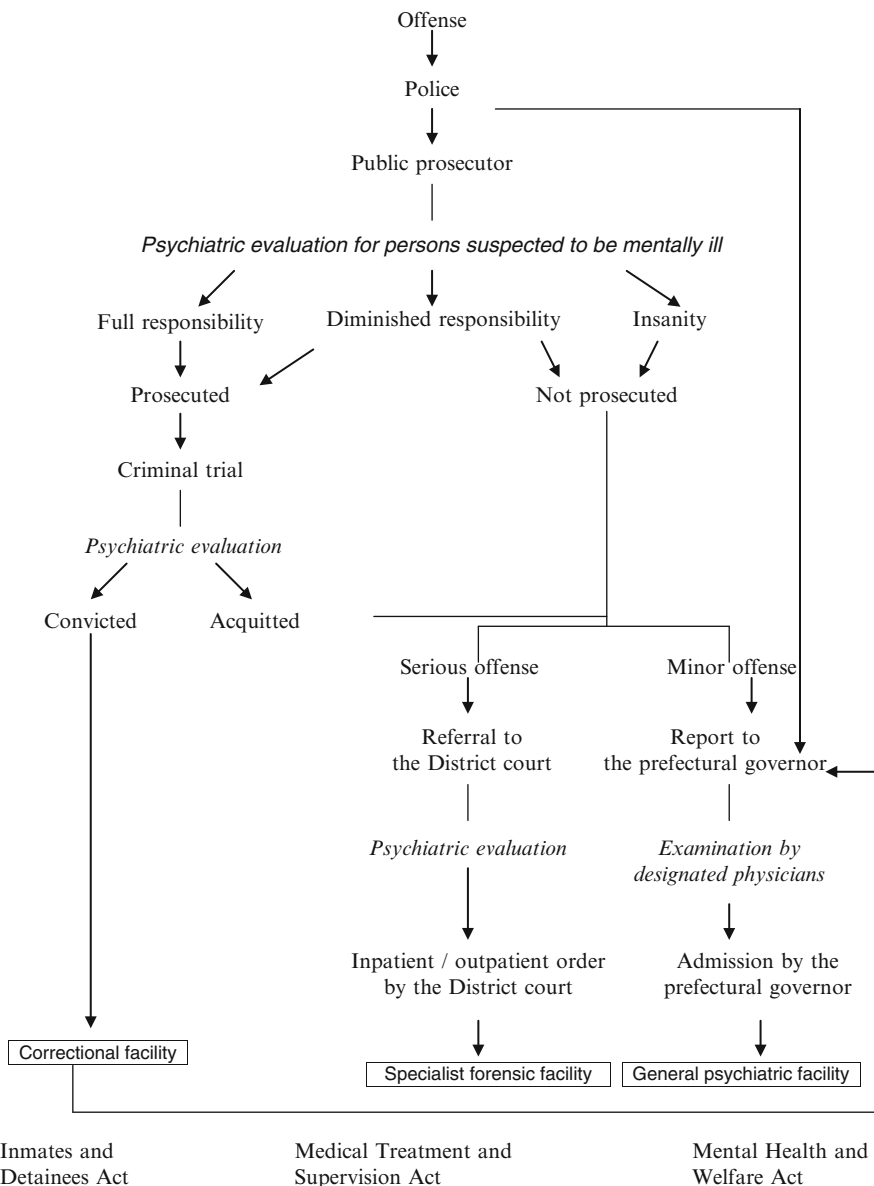 Offense
Police
Public prosecutor
Psychiatric evaluation for persons suspected to be mentally ill
Full responsibility
Diminished responsibility
Insanity
Prosecuted
Not prosecuted
Criminal trial
Psychiatric evaluation
Convicted
Acquitted
Serious offense
Minor offense
Referral to
the District court
Report to
the prefectural governor
Psychiatric evaluation
Examination by
designated physicians
Inpatient / outpatient order
by the District court
Admission by the
prefectural governor
Correctional facility
Specialist forensic facility
General psychiatric facility
Inmates and
Detainees Act
Medical Treatment and
Supervision Act
Mental Health and
Welfare Act